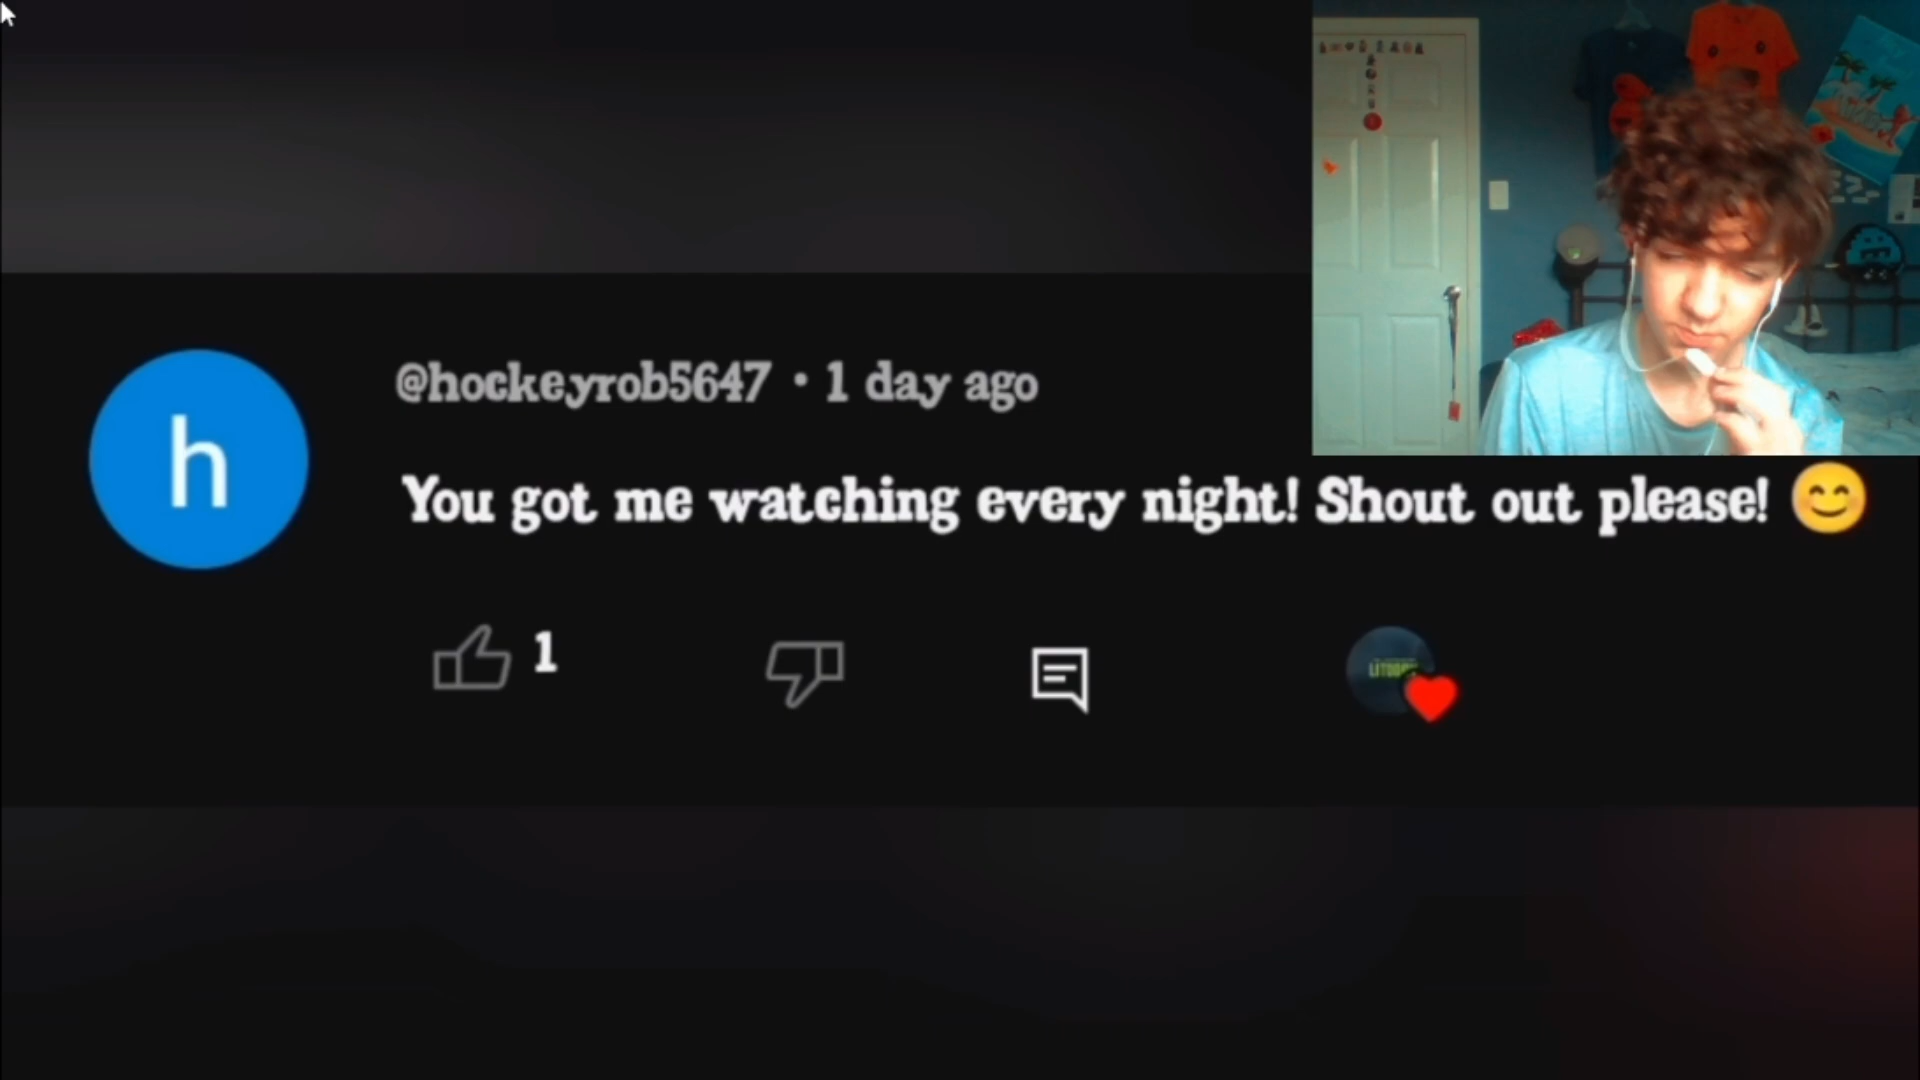 @hockeyrob5647 • 1 day ago
h
You got me watching every night! Shout out please! 😊
1